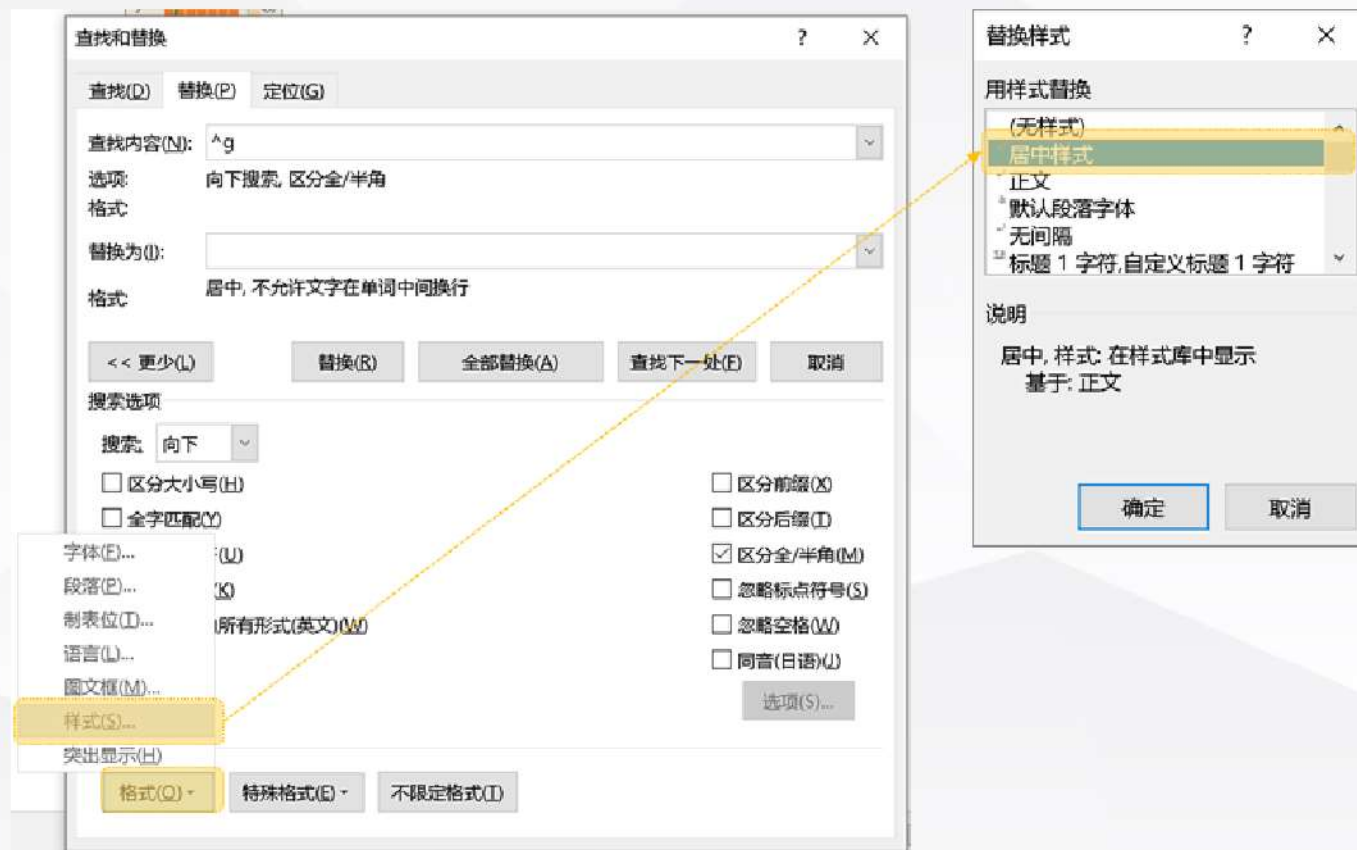 查找和替换
? ×
查找(D) 替换(P) 定位(G)
查找内容(N): ^g
选项: 向下搜索, 区分全/半角
格式:
替换为(I):
格式: 居中, 不允许文字在单词中间换行
<< 更少(L) 替换(R) 全部替换(A) 查找下一处(F) 取消
搜索选项
搜索: 向下
区分大小写(H)
全字匹配(Y)
(U)
(K)
所有形式(英文)(W)
区分前缀(X)
区分后缀(T)
区分全/半角(M)
忽略标点符号(S)
忽略空格(W)
同音(日语)(J)
选项(S)...
字体(F)...
段落(P)...
制表位(T)...
语言(L)...
图文框(M)...
样式(S)...
突出显示(H)
格式(O) 特殊格式(E) 不限定格式(T)
替换样式
? ×
用样式替换
(无样式)
居中样式
正文
默认段落字体
无间隔
标题 1 字符,自定义标题 1 字符
说明
居中, 样式: 在样式库中显示
基于: 正文
确定 取消